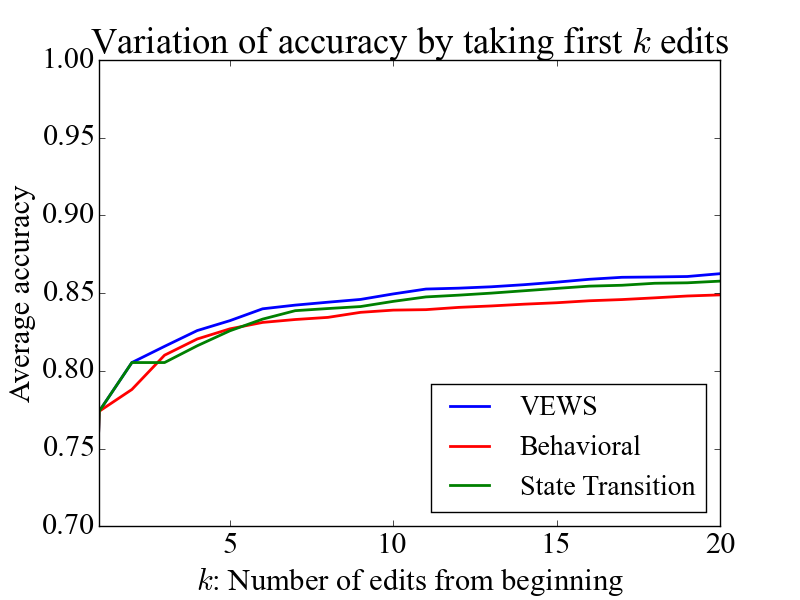 Variation of accuracy by taking first k edits
1.00
0.95
0.90
0.85
0.80
0.75
0.70
Average accuracy
VEWS
Behavioral
State Transition
5 10 15 20
k: Number of edits from beginning